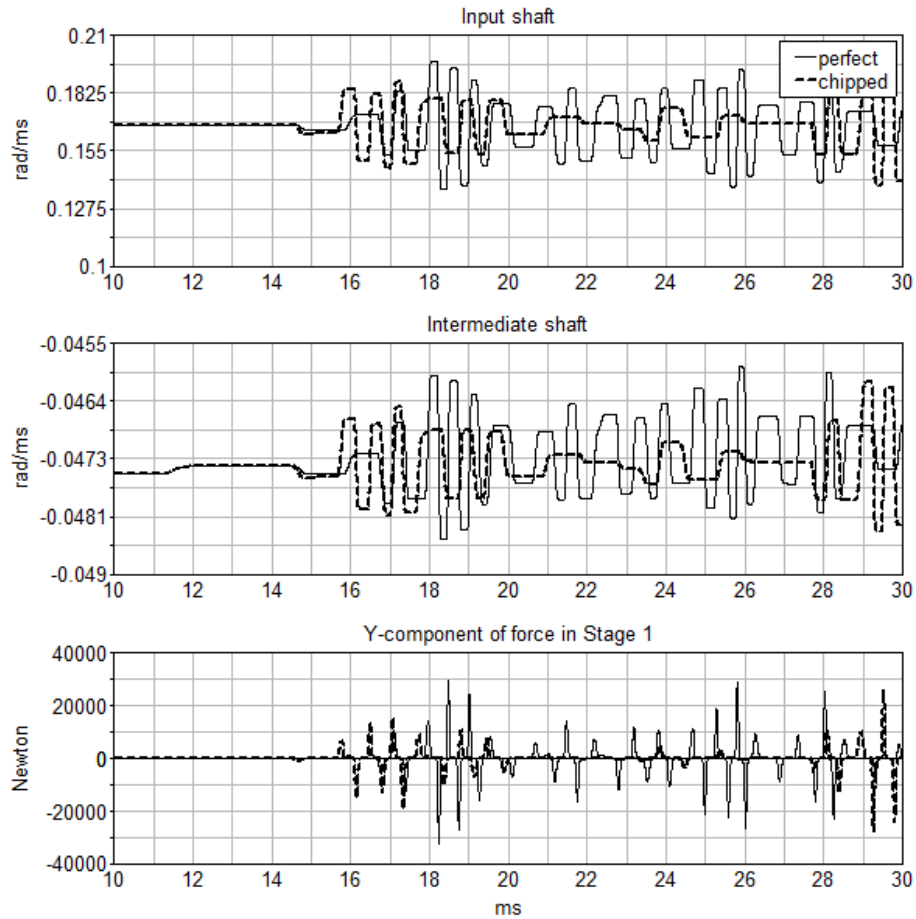 Input shaft
0.21
0.1825
0.155
0.1275
0.1
rad/ms
perfect
chipped
10 12 14 16 18 20 22 24 26 28 30
Intermediate shaft
-0.0455
-0.0464
-0.0473
-0.0481
-0.049
rad/ms
10 12 14 16 18 20 22 24 26 28 30
Y-component of force in Stage 1
40000
20000
0
-20000
-40000
Newton
10 12 14 16 18 20 22 24 26 28 30
ms